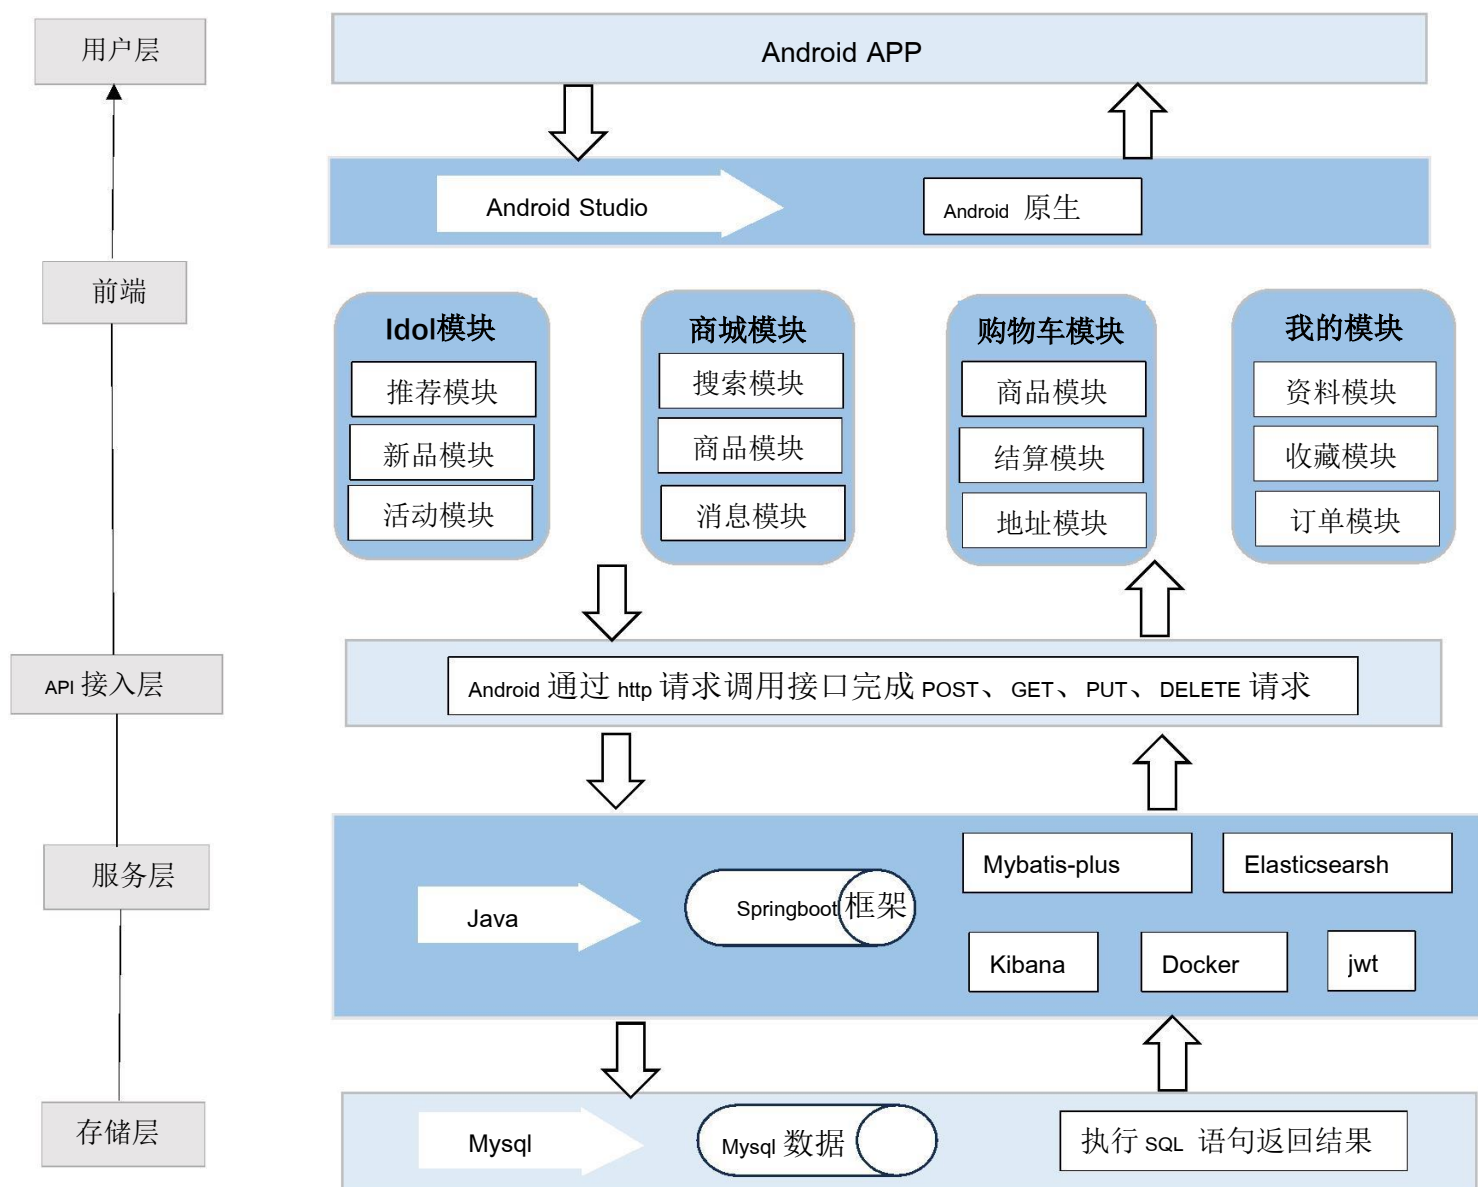 用户层
Android APP
Android Studio
Android 原生
前端
Idol模块
推荐模块
新品模块
活动模块
商城模块
搜索模块
商品模块
消息模块
购物车模块
商品模块
结算模块
地址模块
我的模块
资料模块
收藏模块
订单模块
API 接入层
Android 通过 http 请求调用接口完成 POST、GET、PUT、DELETE 请求
服务层
Java
Springboot 框架
Mybatis-plus
Elasticsearsh
Kibana
Docker
jwt
存储层
Mysql
Mysql 数据
执行 SQL 语句返回结果